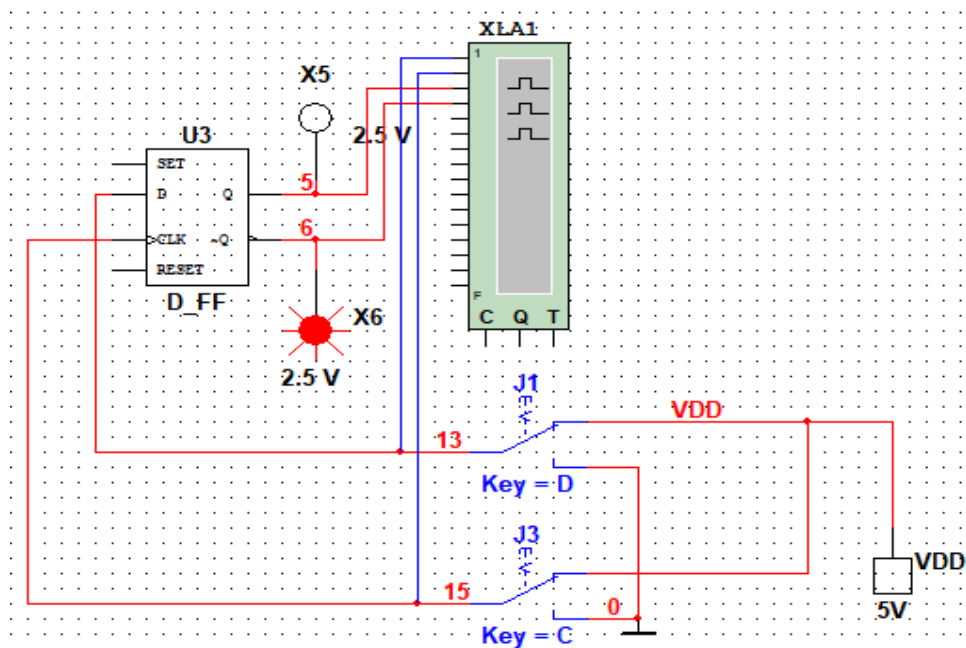 XLA1
1
X5
2.5 V
U3
SET
D
Q
5
6
CLK
~Q
RESET
D_FF
F
C Q T
X6
2.5 V
J1
VDD
13
Key = D
J3
VDD
15
0
5V
Key = C